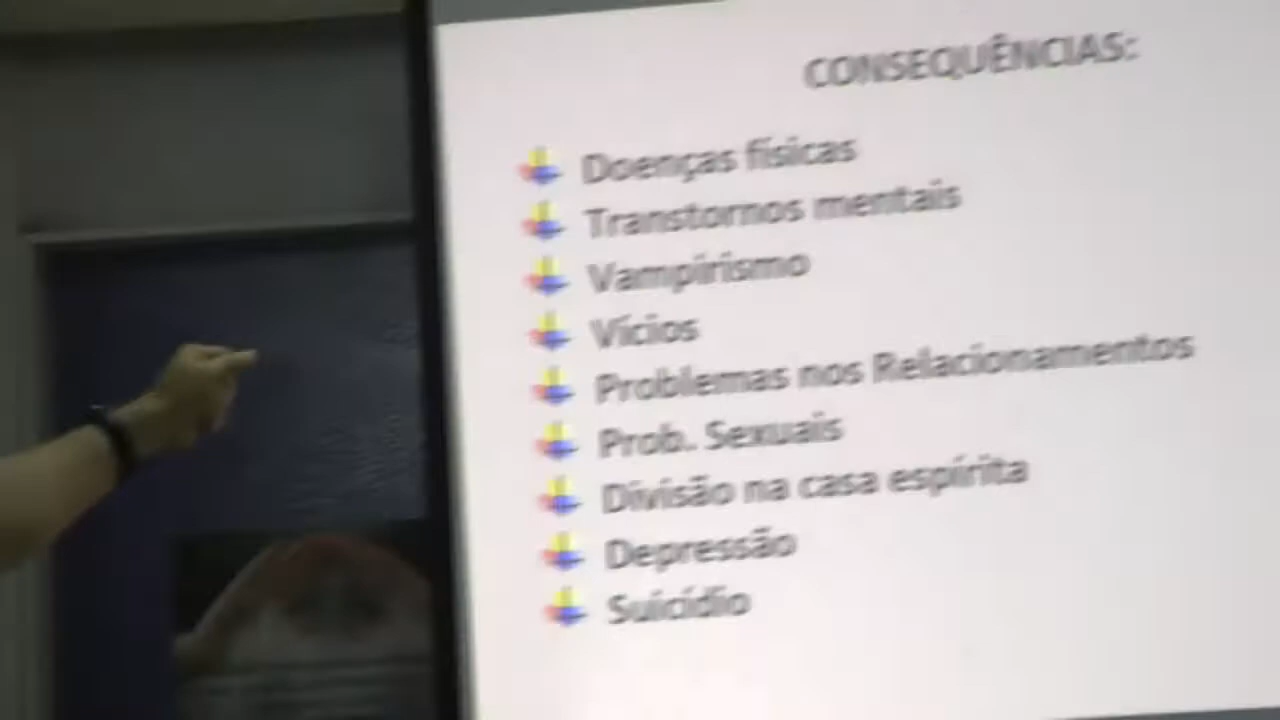 CONSEQUÊNCIAS:
Doenças físicas
Transtornos mentais
Vampirismo
Vícios
Problemas nos Relacionamentos
Prob. Sexuais
Divisão na casa espírita
Depressão
Suicídio